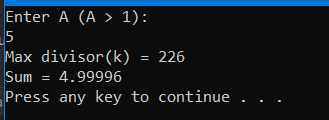 Enter A (A > 1):
5
Max divisor(k) = 226
Sum = 4.99996
Press any key to continue . . .